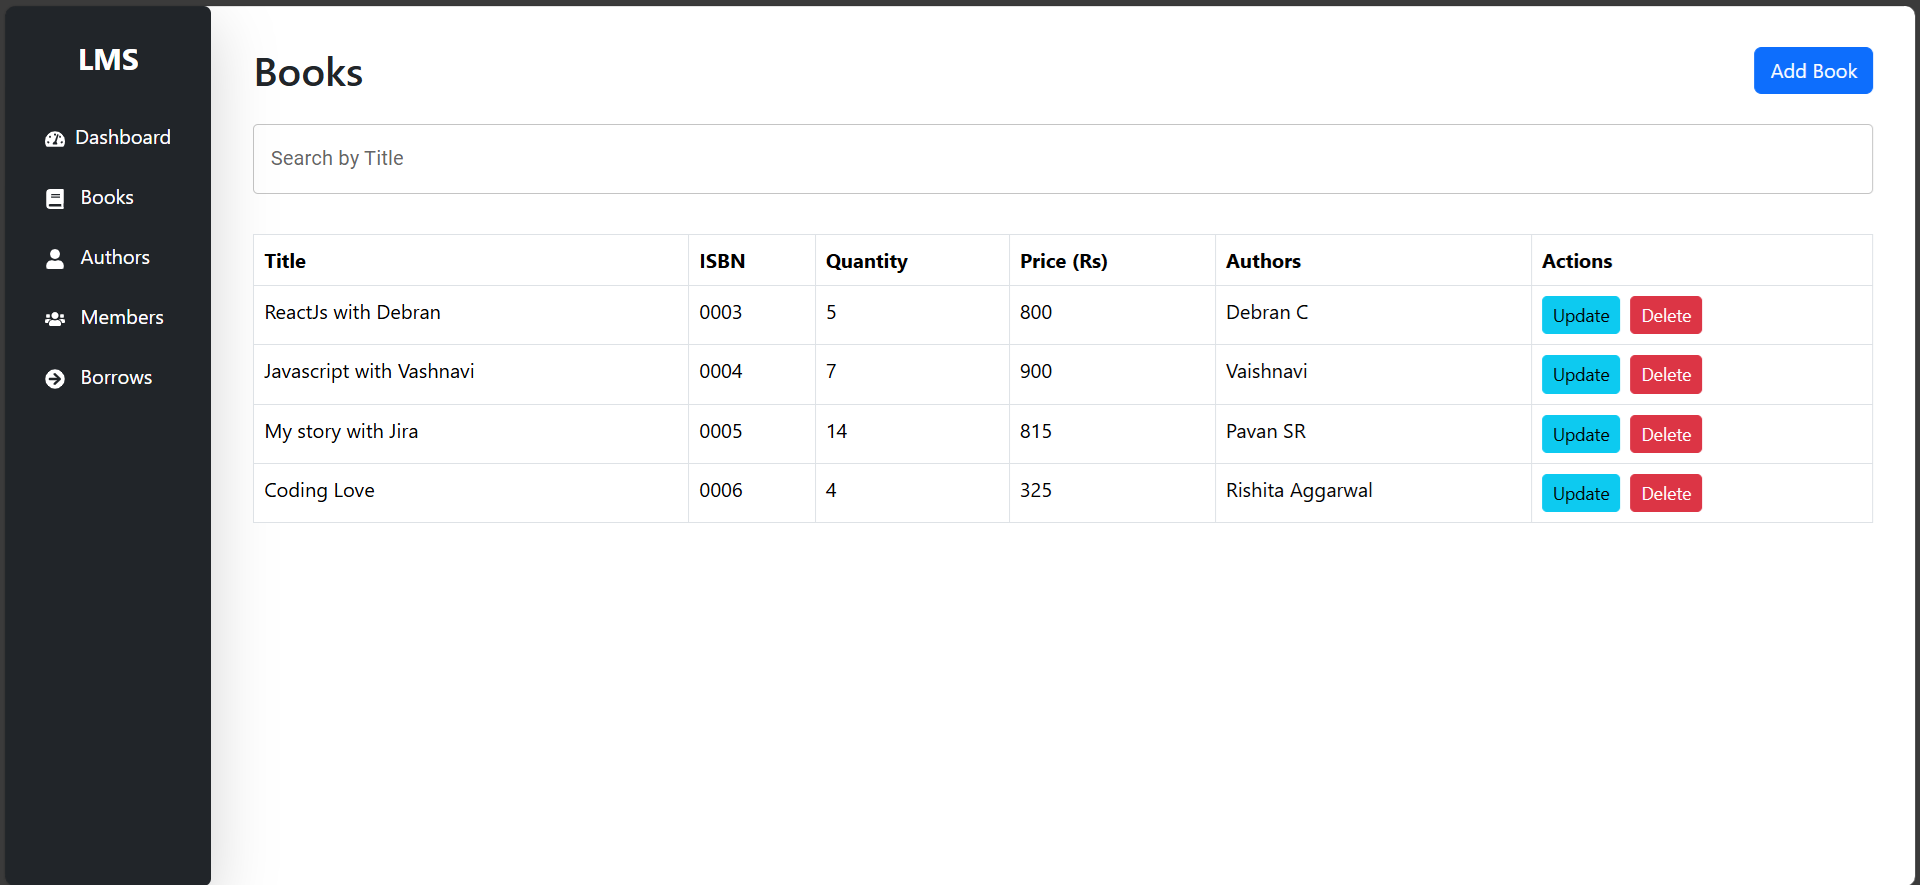 LMS
Dashboard
Books
Authors
Members
Borrows
Books
Add Book
Search by Title
Title ISBN Quantity Price (Rs) Authors Actions
ReactJs with Debran 0003 5 800 Debran C Update Delete
Javascript with Vashnavi 0004 7 900 Vaishnavi Update Delete
My story with Jira 0005 14 815 Pavan SR Update Delete
Coding Love 0006 4 325 Rishita Aggarwal Update Delete